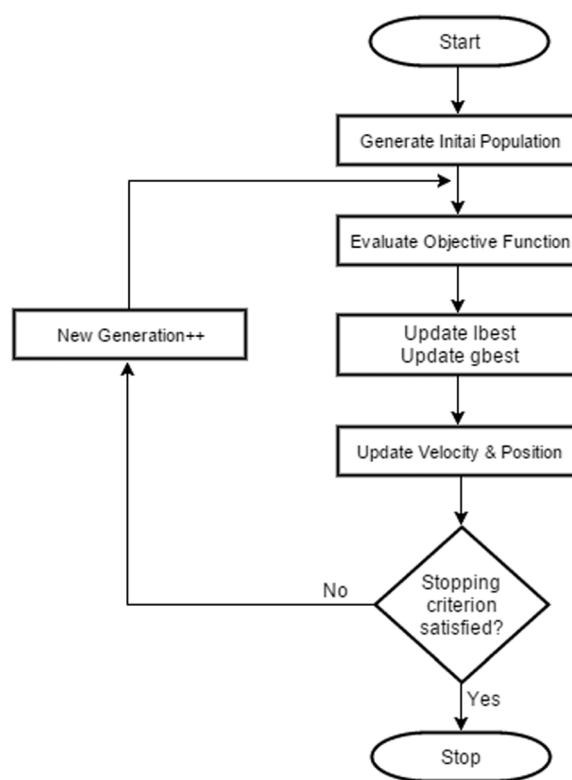 Start
Generate Initai Population
Evaluate Objective Function
New Generation++
Update lbest
Update gbest
Update Velocity & Position
No
Stopping
criterion
satisfied?
Yes
Stop